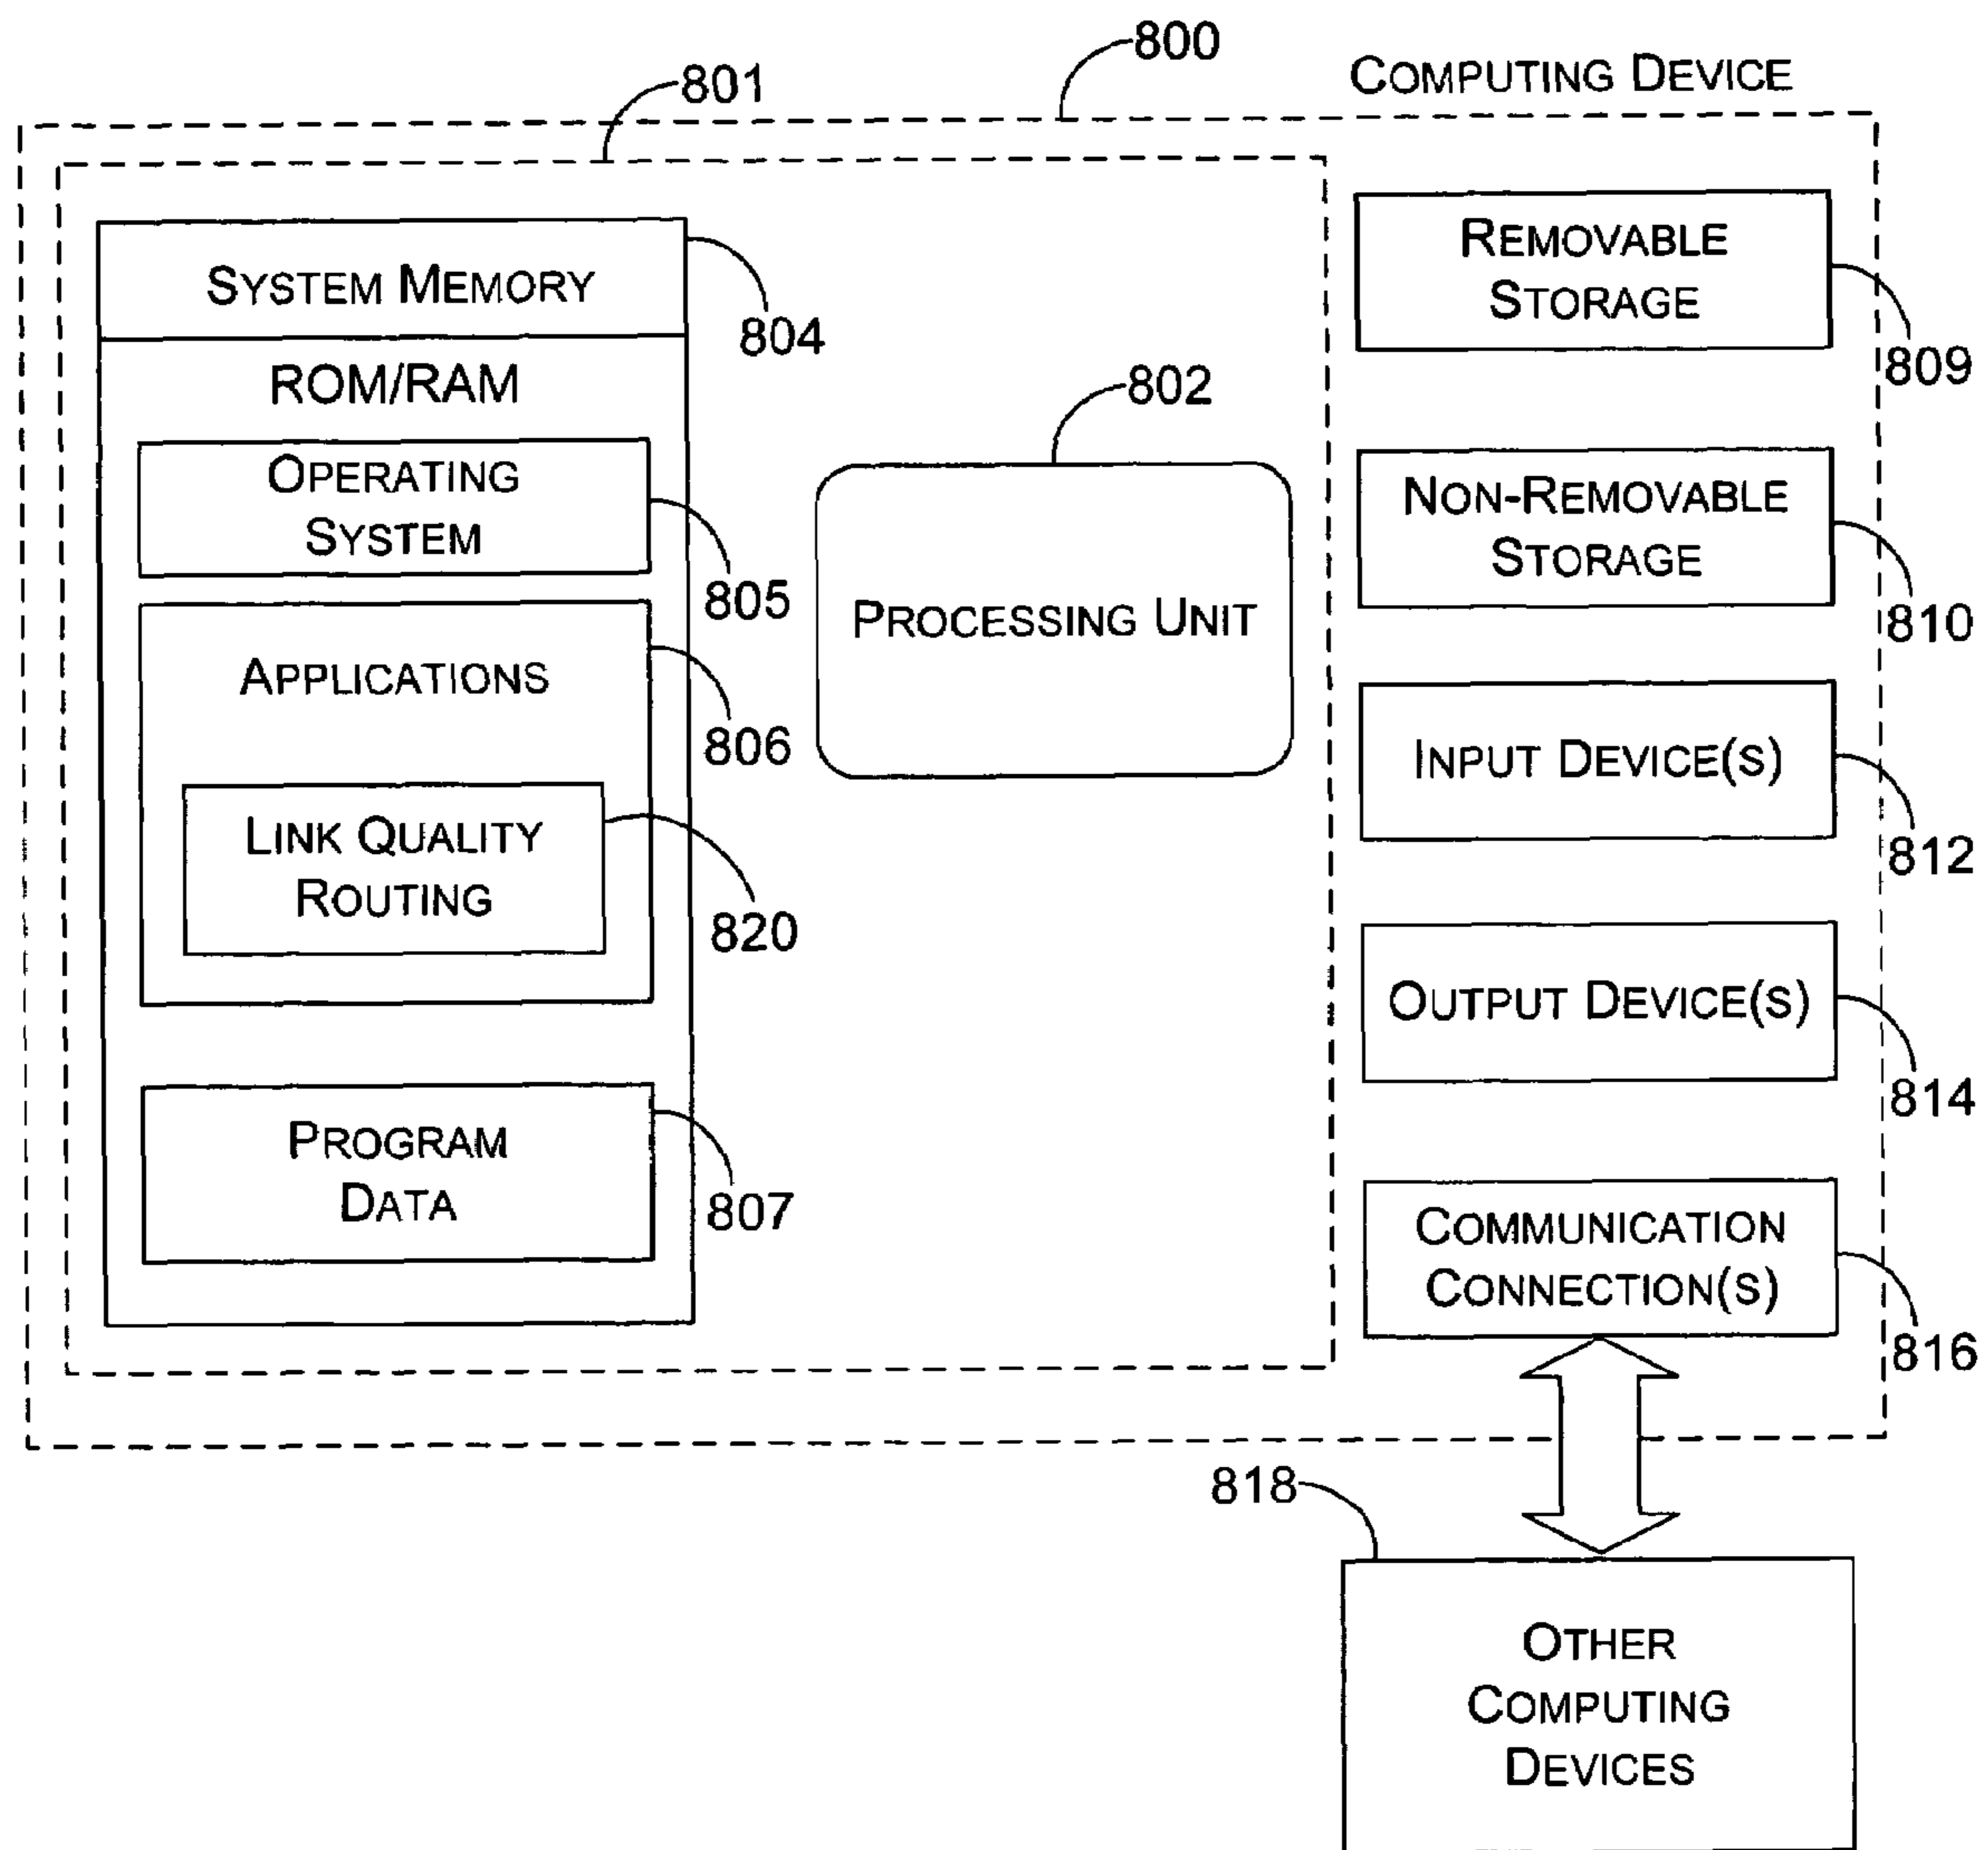 800
COMPUTING DEVICE
801
SYSTEM MEMORY
804
ROM/RAM
OPERATING
SYSTEM
805
APPLICATIONS
806
LINK QUALITY
ROUTING
820
PROGRAM
DATA
807
802
PROCESSING UNIT
REMOVABLE
STORAGE
809
NON-REMOVABLE
STORAGE
810
INPUT DEVICE(S)
812
OUTPUT DEVICE(S)
814
COMMUNICATION
CONNECTION(S)
816
818
OTHER
COMPUTING
DEVICES